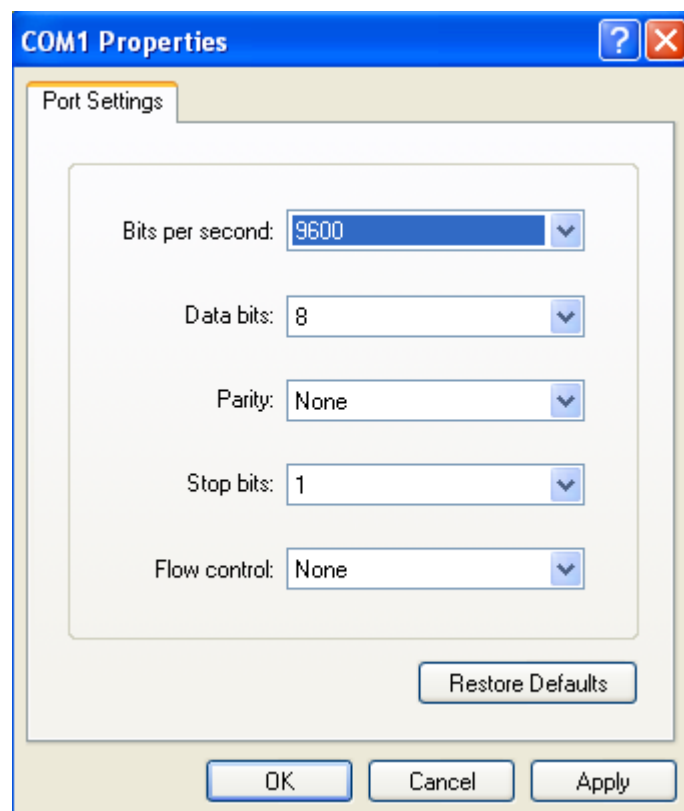 COM1 Properties
Port Settings
Bits per second: 9600
Data bits: 8
Parity: None
Stop bits: 1
Flow control: None
Restore Defaults
OK Cancel Apply